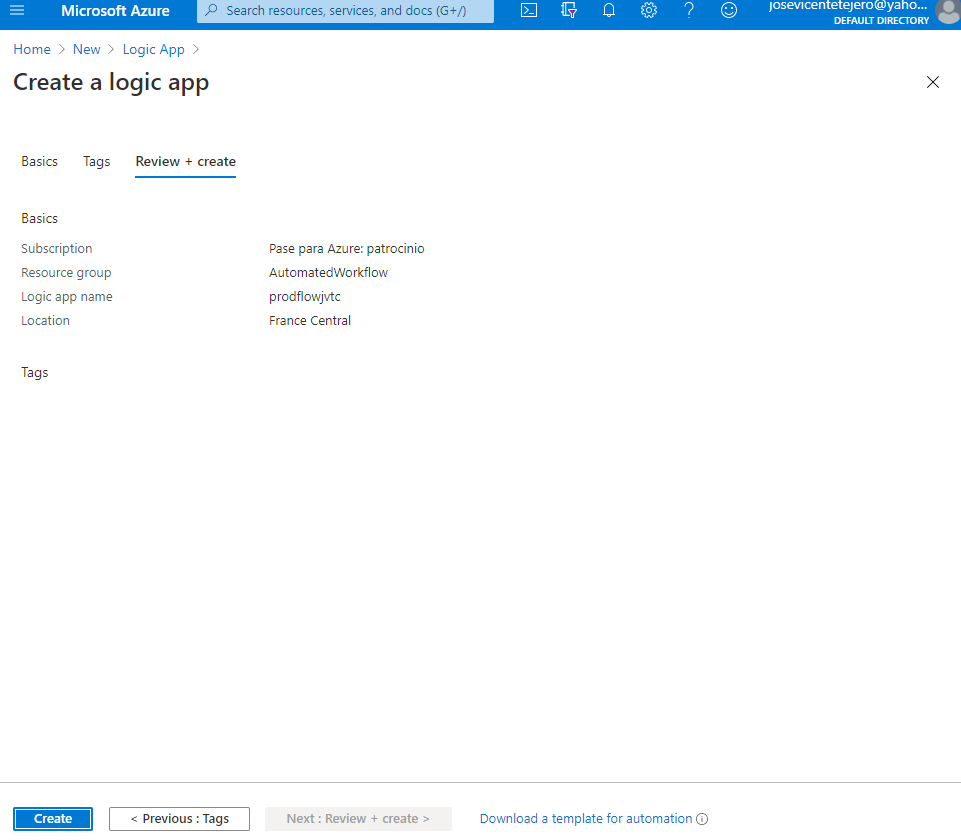 Microsoft Azure
Search resources, services, and docs (G+/)
josevicentetejero@yaho...
DEFAULT DIRECTORY
Home > New > Logic App >
Create a logic app
Basics Tags Review + create
Basics
Subscription Pase para Azure: patrocinio
Resource group AutomatedWorkflow
Logic app name prodflowjvtc
Location France Central
Tags
Create < Previous : Tags Next : Review + create > Download a template for automation